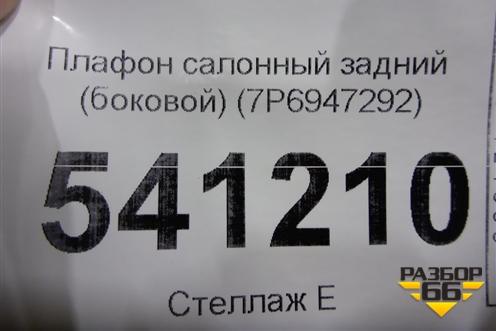 Плафон салонный задний
(боковой) (7P6947292)
541210
Стеллаж Е
РАЗБОР
66